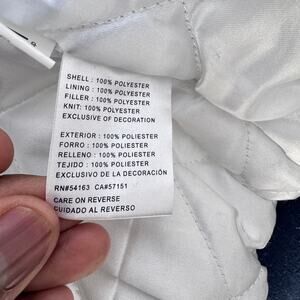 SHELL : 100% POLYESTER
LINING : 100% POLYESTER
FILLER : 100% POLYESTER
KNIT: 100% POLYESTER
EXCLUSIVE OF DECORATION
EXTERIOR : 100% POLIESTER
FORRO : 100% POLIESTER
RELLENO : 100% POLIESTER
TEJIDO : 100% POLIESTER
EXCLUSIVO DE LA DECORACIÓN
RN#54163 CA#57151
CARE ON REVERSE
CUIDADO AL REVERSO